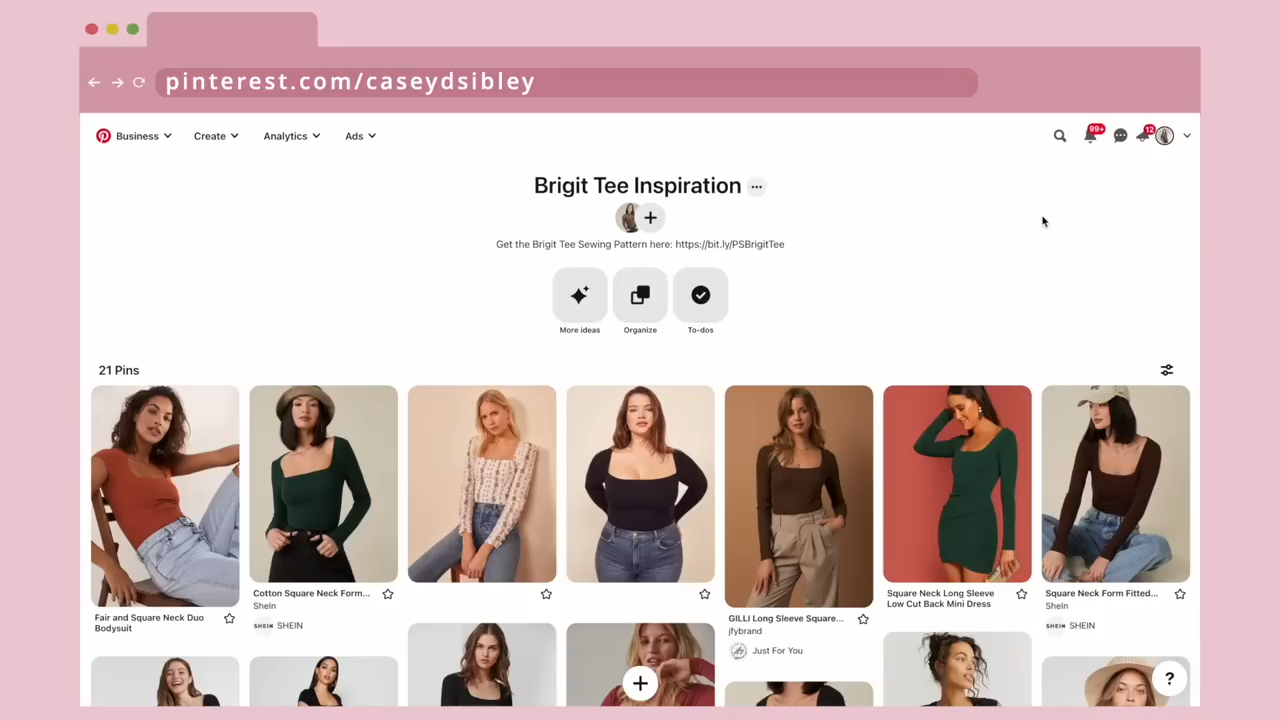 pinterest.com/caseydsibley
Business
Create
Analytics
Ads
99+
12
Brigit Tee Inspiration
Get the Brigit Tee Sewing Pattern here: https://bit.ly/PSBrigitTee
More ideas
Organize
To-dos
21 Pins
Fair and Square Neck Duo
Bodysuit
Cotton Square Neck Form...
SheIn
SHEIN SHEIN
GILLI Long Sleeve Square...
jfybrand
Just For You
Square Neck Long Sleeve
Low Cut Back Mini Dress
Square Neck Form Fitted...
SheIn
SHEIN SHEIN
?